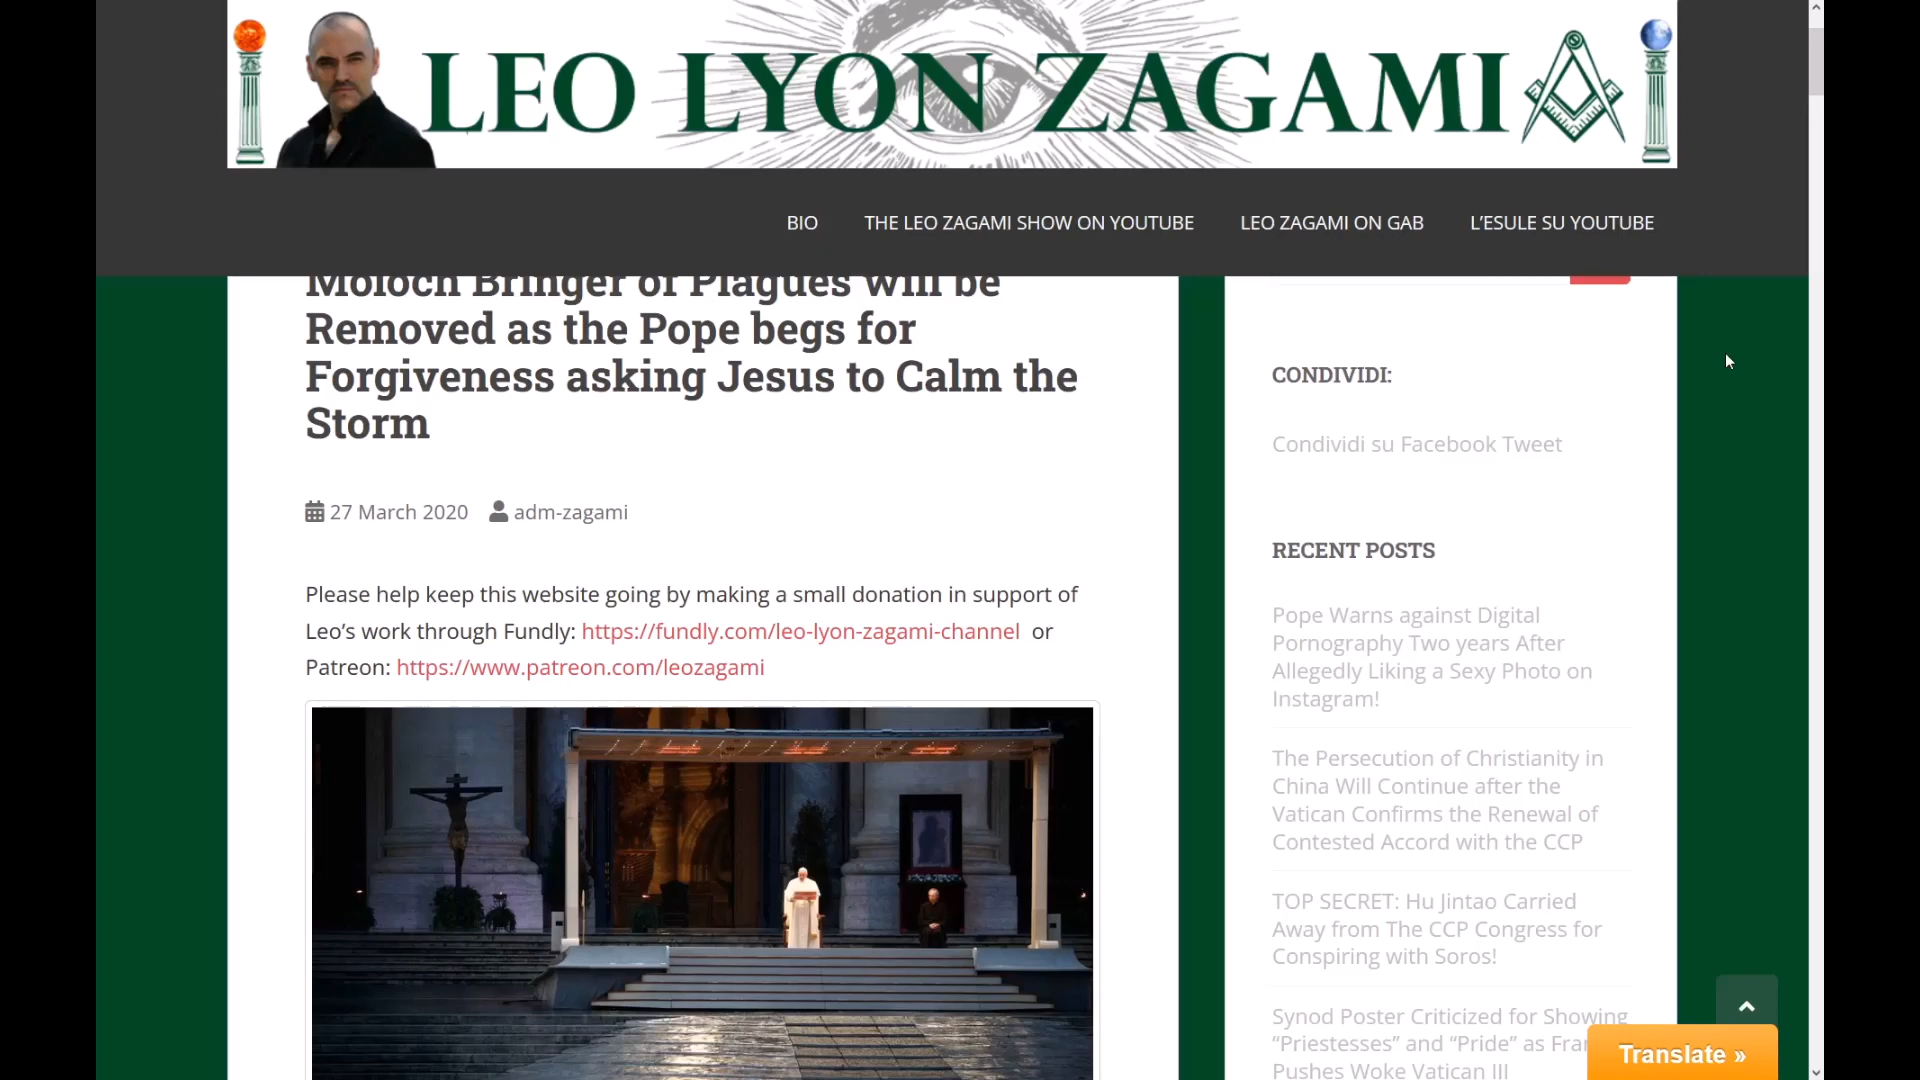 LEO LYON ZAGAMI
BIO
THE LEO ZAGAMI SHOW ON YOUTUBE
LEO ZAGAMI ON GAB
L'ESULE SU YOUTUBE
Moloch Bringer of Plagues will be
Removed as the Pope begs for
Forgiveness asking Jesus to Calm the
Storm
27 March 2020
adm-zagami
Please help keep this website going by making a small donation in support of
Leo’s work through Fundly: https://fundly.com/leo-lyon-zagami-channel or
Patreon: https://www.patreon.com/leozagami
CONDIVIDI:
Condividi su Facebook Tweet
RECENT POSTS
Pope Warns against Digital
Pornography Two years After
Allegedly Liking a Sexy Photo on
Instagram!
The Persecution of Christianity in
China Will Continue after the
Vatican Confirms the Renewal of
Contested Accord with the CCP
TOP SECRET: Hu Jintao Carried
Away from The CCP Congress for
Conspiring with Soros!
Synod Poster Criticized for Showing
“Priestesses” and “Pride” as
Pushes Woke Vatican III
Translate »